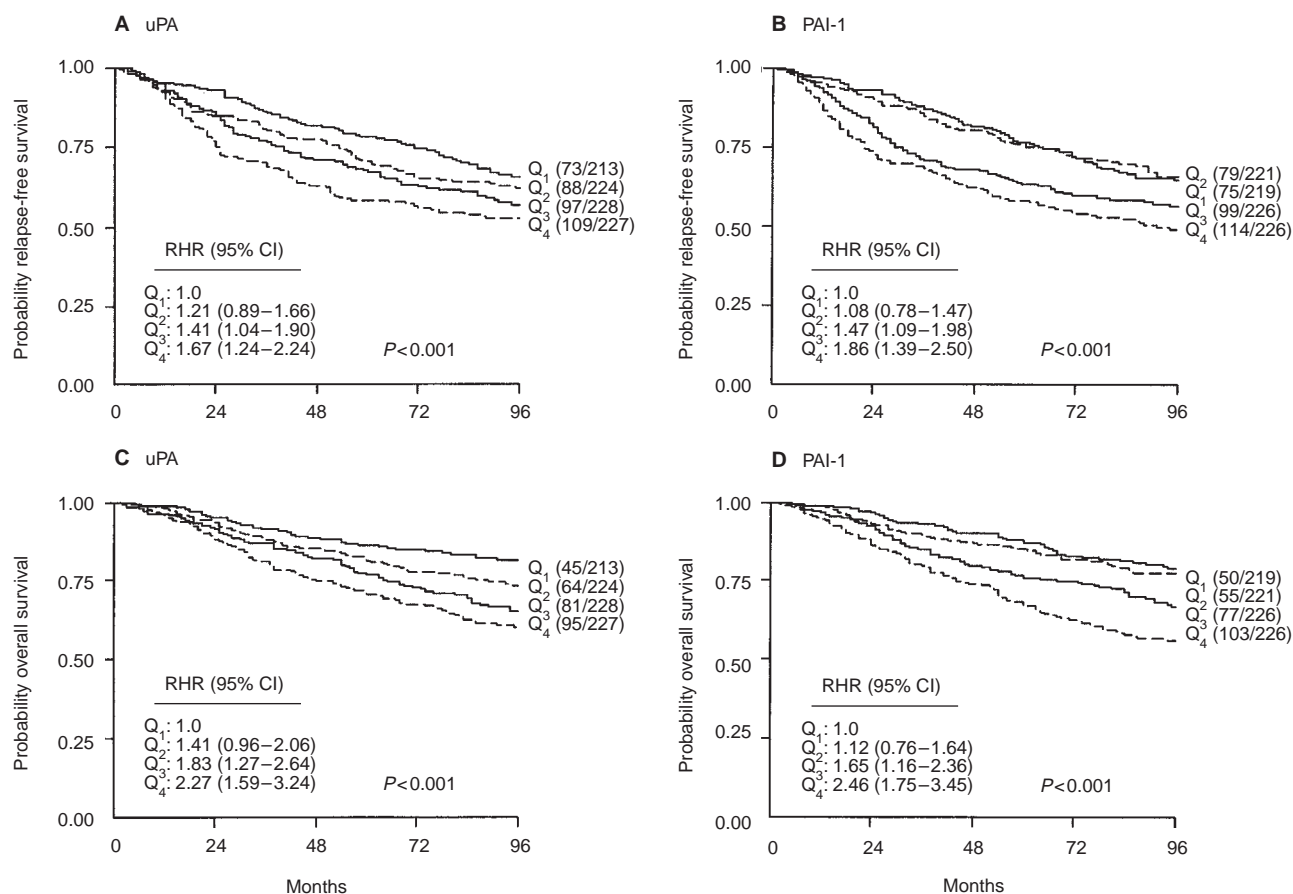 A uPA
Probability relapse-free survival
1.00
0.75
0.50
0.25
0.00
0 24 48 72 96
Q1 (73/213)
Q2 (88/224)
Q3 (97/228)
Q4 (109/227)
RHR (95% CI)
Q1: 1.0
Q2: 1.21 (0.89–1.66)
Q3: 1.41 (1.04–1.90)
Q4: 1.67 (1.24–2.24)
P<0.001
B PAI-1
Probability relapse-free survival
1.00
0.75
0.50
0.25
0.00
0 24 48 72 96
Q2 (79/221)
Q1 (75/219)
Q3 (99/226)
Q4 (114/226)
RHR (95% CI)
Q1: 1.0
Q2: 1.08 (0.78–1.47)
Q3: 1.47 (1.09–1.98)
Q4: 1.86 (1.39–2.50)
P<0.001
C uPA
Probability overall survival
1.00
0.75
0.50
0.25
0.00
0 24 48 72 96
Months
Q1 (45/213)
Q2 (64/224)
Q3 (81/228)
Q4 (95/227)
RHR (95% CI)
Q1: 1.0
Q2: 1.41 (0.96–2.06)
Q3: 1.83 (1.27–2.64)
Q4: 2.27 (1.59–3.24)
P<0.001
D PAI-1
Probability overall survival
1.00
0.75
0.50
0.25
0.00
0 24 48 72 96
Months
Q1 (50/219)
Q2 (55/221)
Q3 (77/226)
Q4 (103/226)
RHR (95% CI)
Q1: 1.0
Q2: 1.12 (0.76–1.64)
Q3: 1.65 (1.16–2.36)
Q4: 2.46 (1.75–3.45)
P<0.001